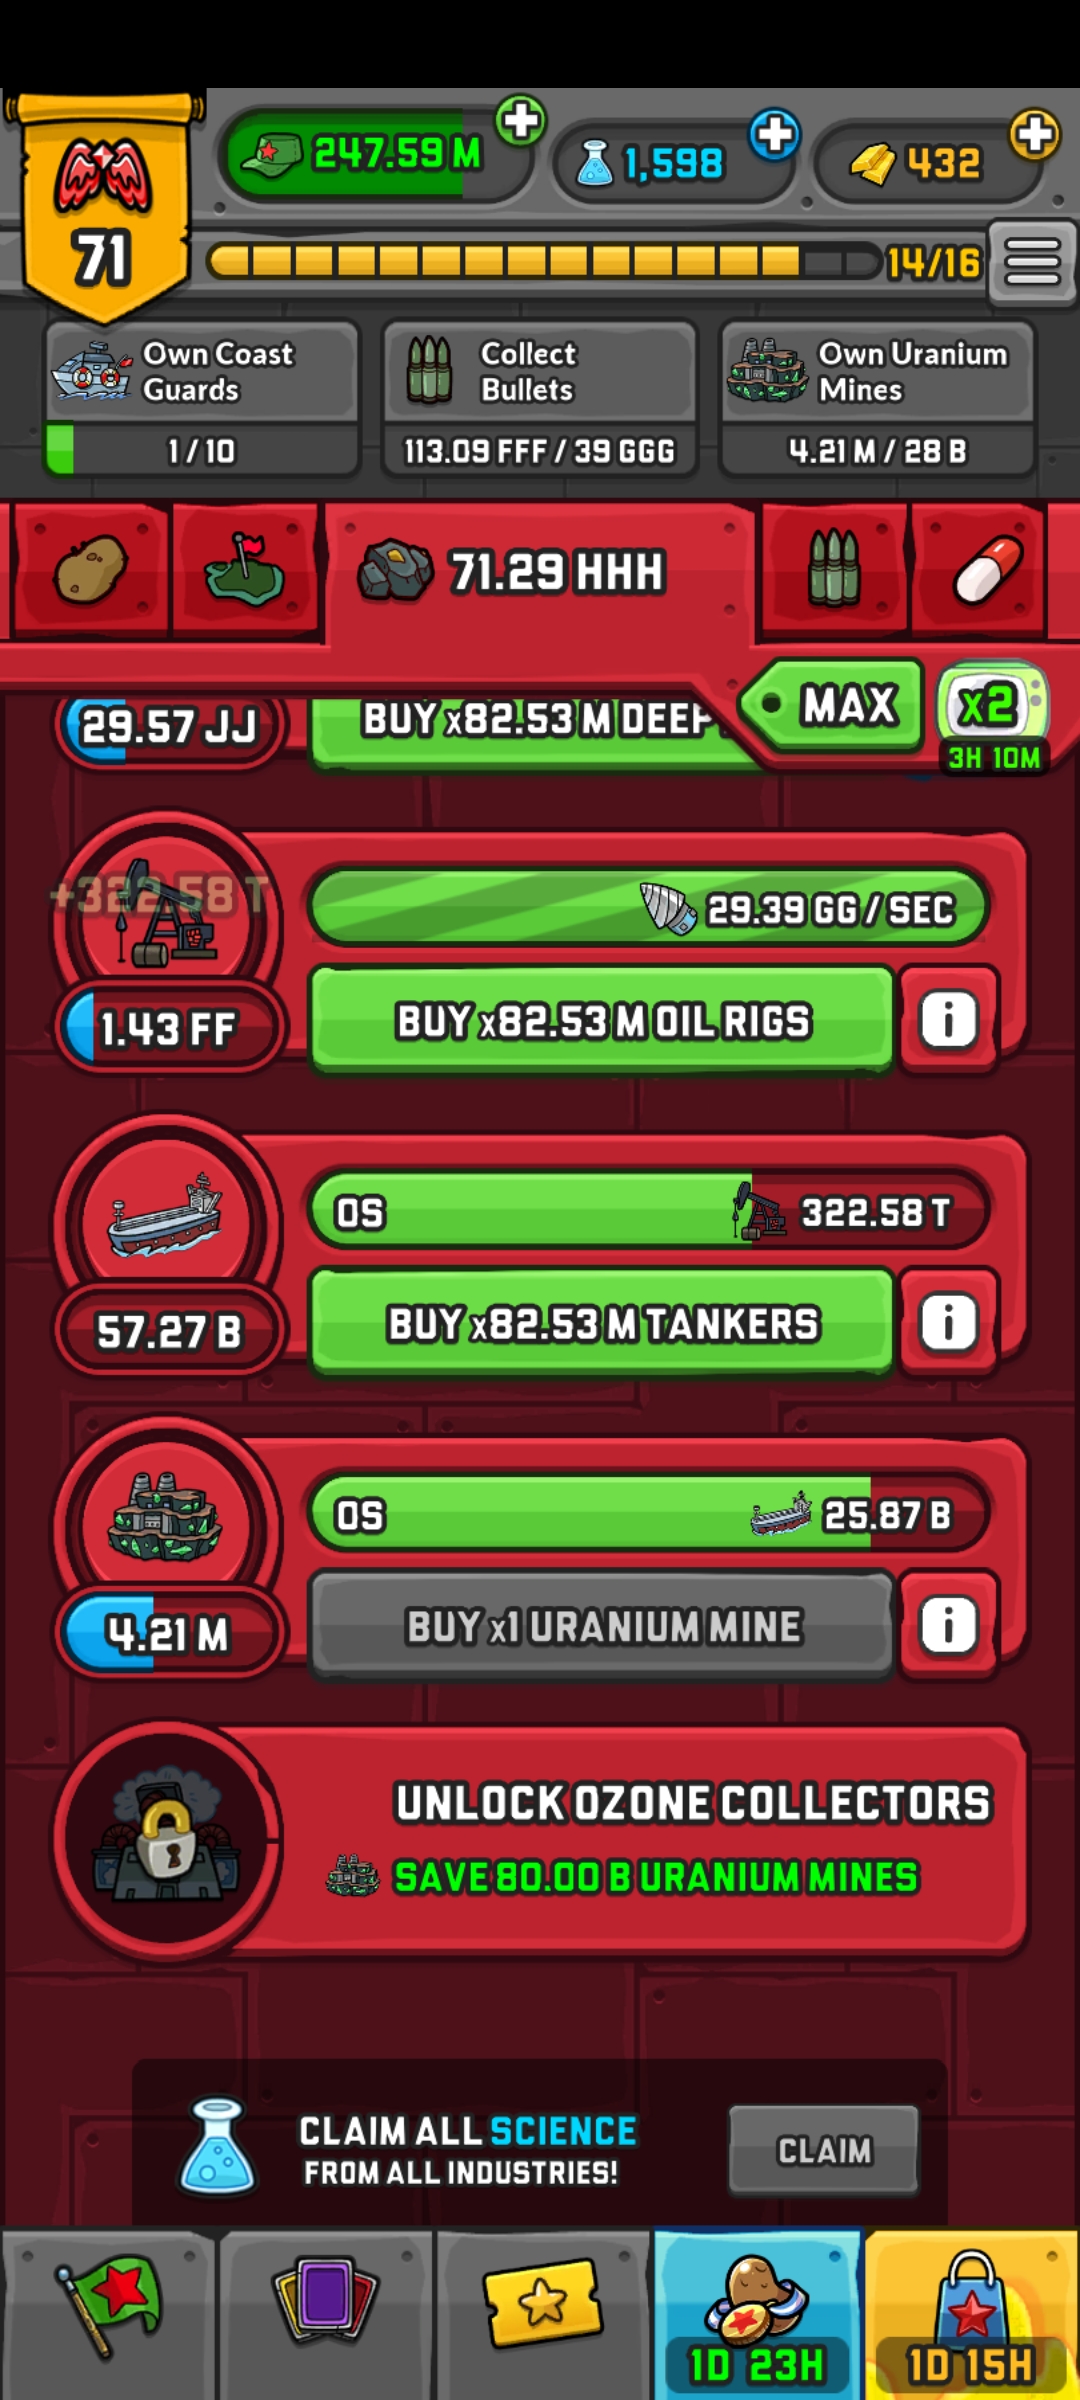 247.59 M
1,598
432
71
14/16
Own Coast
Guards
1 / 10
Collect
Bullets
113.09 FFF / 39 GGG
Own Uranium
Mines
4.21 M / 28 B
71.29 HHH
MAX
x2
3H 10M
29.57 JJ
BUY x82.53 M DEEP
+322.58 T
29.39 GG / SEC
1.43 FF
BUY x82.53 M OIL RIGS
i
0S
322.58 T
57.27 B
BUY x82.53 M TANKERS
i
0S
25.87 B
4.21 M
BUY x1 URANIUM MINE
i
UNLOCK OZONE COLLECTORS
SAVE 80.00 B URANIUM MINES
CLAIM ALL SCIENCE
FROM ALL INDUSTRIES!
CLAIM
1D 23H
1D 15H